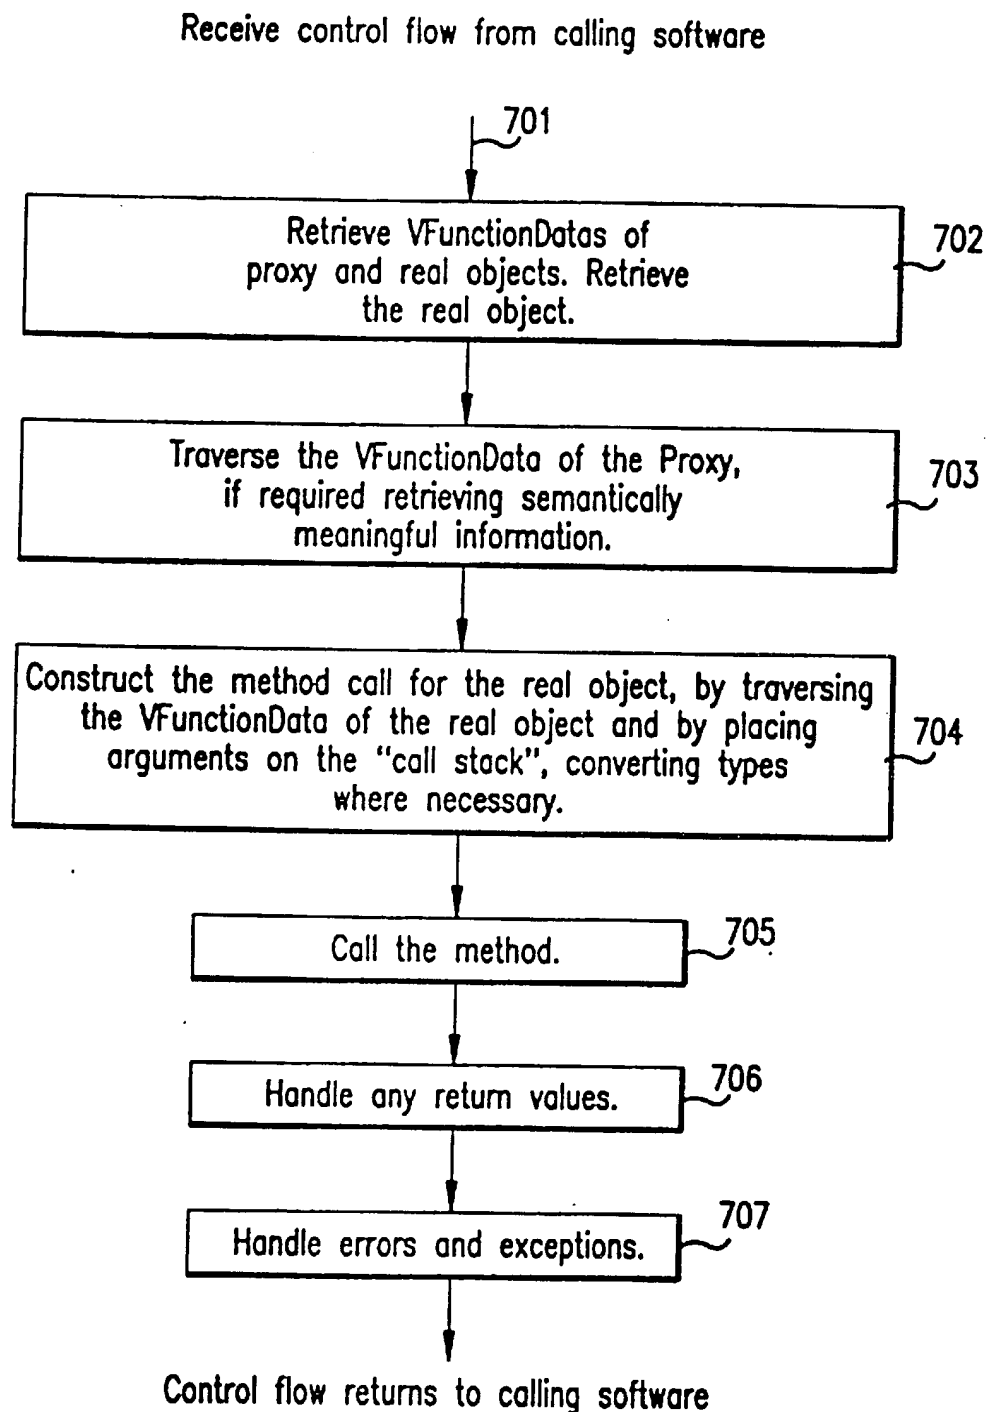 Receive control flow from calling software
701
Retrieve VFunctionDatas of
proxy and real objects. Retrieve
the real object.
702
Traverse the VFunctionData of the Proxy,
if required retrieving semantically
meaningful information.
703
Construct the method call for the real object, by traversing
the VFunctionData of the real object and by placing
arguments on the “call stack”, converting types
where necessary.
704
Call the method.
705
Handle any return values.
706
Handle errors and exceptions.
707
Control flow returns to calling software